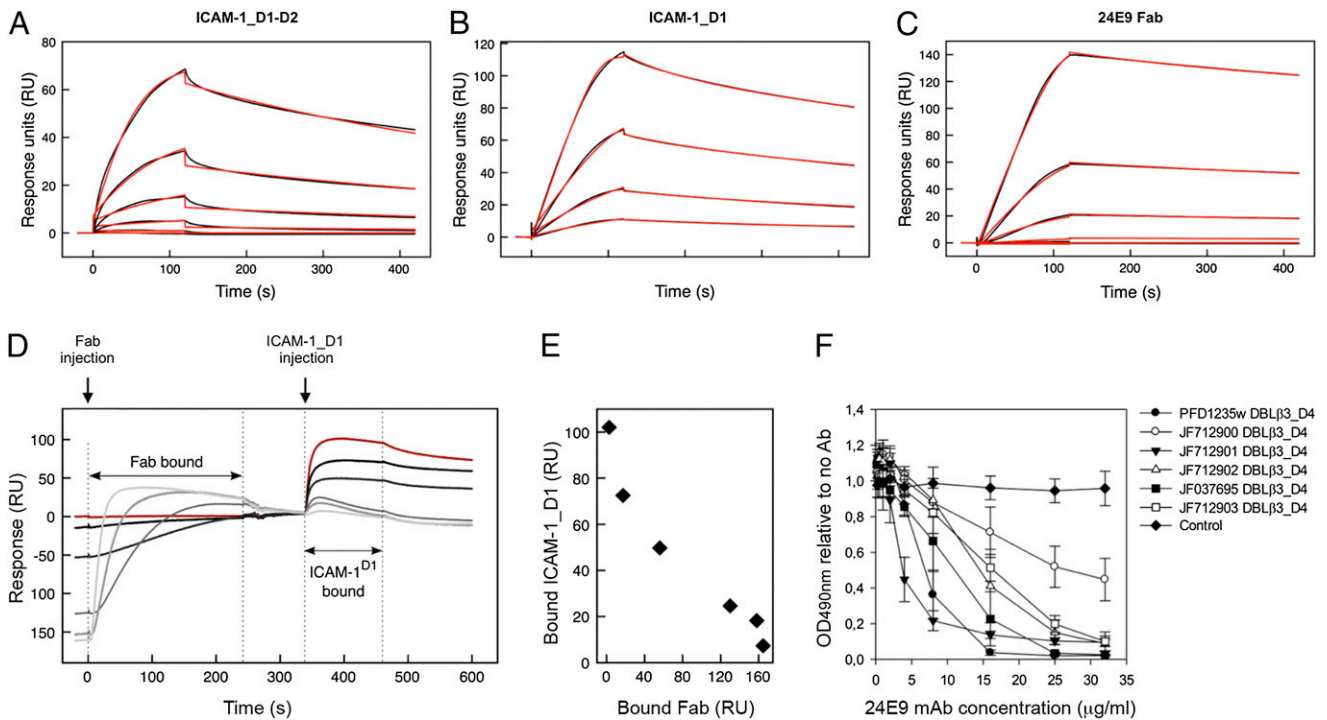 A
ICAM-1_D1-D2
Response units (RU)
80
60
40
20
0
0 100 200 300 400
Time (s)
B
ICAM-1_D1
Response units (RU)
120
100
80
60
40
20
0
Time (s)
C
24E9 Fab
Response units (RU)
140
120
100
80
60
40
20
0
0 100 200 300 400
Time (s)
D
Fab
injection
ICAM-1_D1
injection
Response (RU)
100
50
0
-50
100
150
Fab bound
ICAM-1D1
bound
0 100 200 300 400 500 600
Time (s)
E
Bound ICAM-1_D1 (RU)
100
80
60
40
20
0
0 40 80 120 160
Bound Fab (RU)
F
OD490nm relative to no Ab
1,4
1,2
1,0
0,8
0,6
0,4
0,2
0,0
0 5 10 15 20 25 30 35
24E9 mAb concentration (μg/ml)
PFD1235w DBLβ3_D4
JF712900 DBLβ3_D4
JF712901 DBLβ3_D4
JF712902 DBLβ3_D4
JF037695 DBLβ3_D4
JF712903 DBLβ3_D4
Control